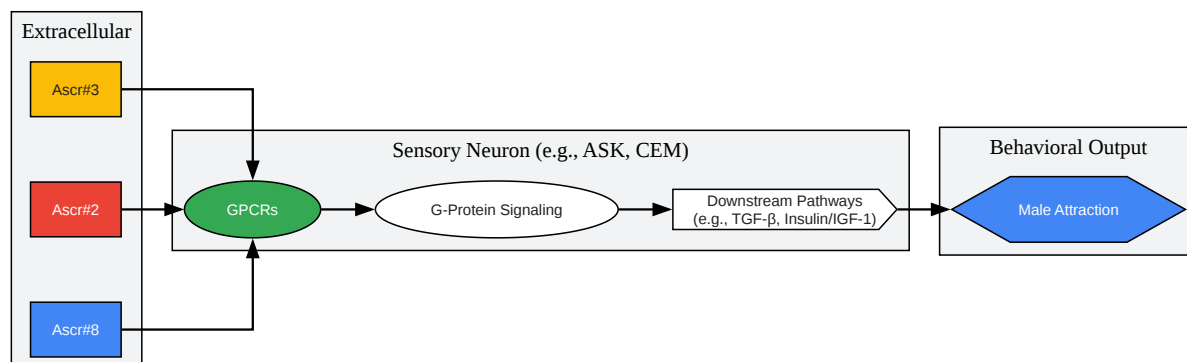 Extracellular
Ascr#3
Ascr#2
Ascr#8
Sensory Neuron (e.g., ASK, CEM)
GPCRs
G-Protein Signaling
Downstream Pathways
(e.g., TGF-β, Insulin/IGF-1)
Behavioral Output
Male Attraction